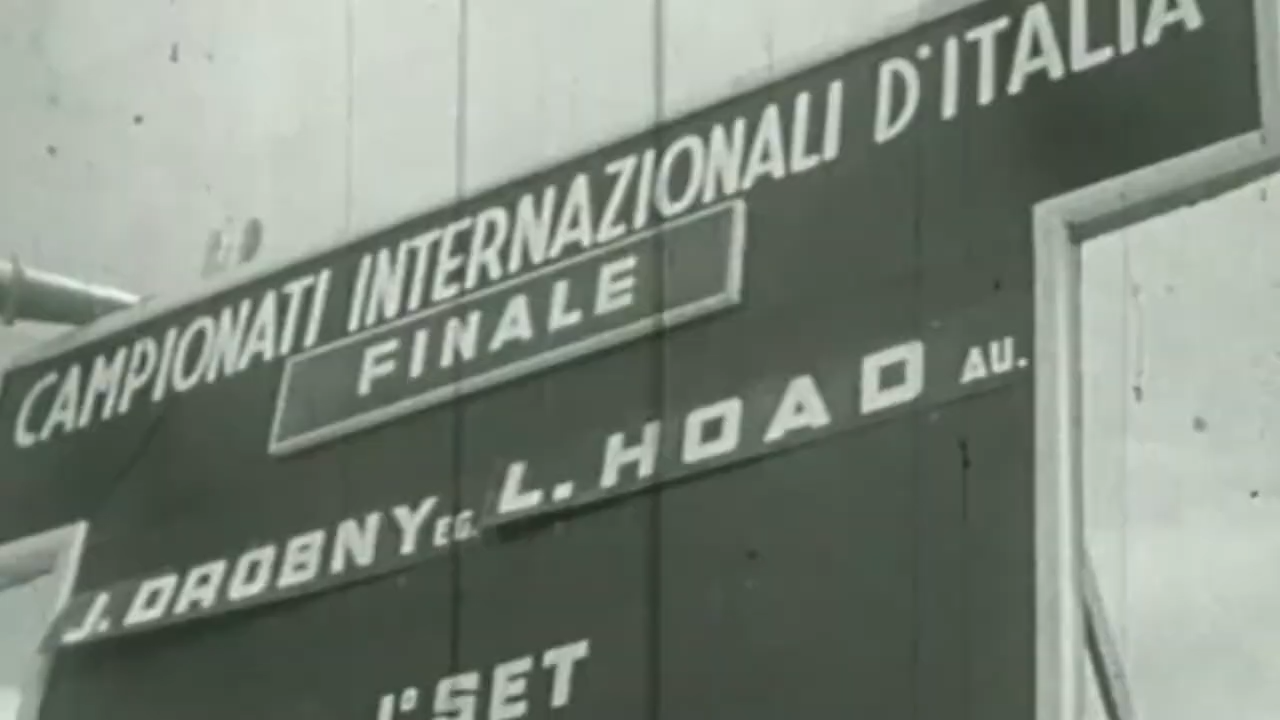 CAMPIONATI INTERNAZIONALI D'ITALIA
FINALE
J. DROBNY EG. L. HOAD AU.
1° SET